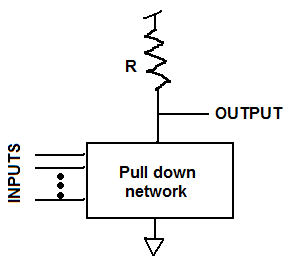 R
OUTPUT
INPUTS
Pull down
network